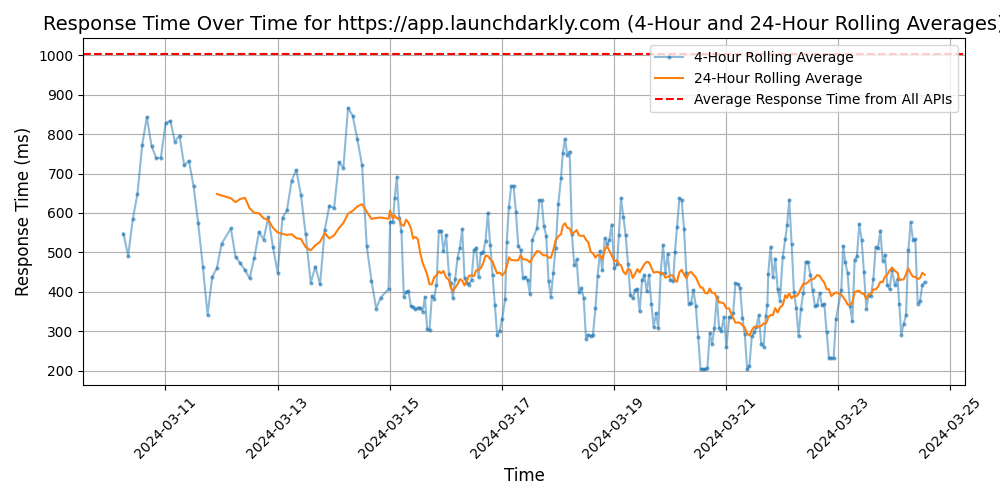 Response Time Over Time for https://app.launchdarkly.com (4-Hour and 24-Hour Rolling Averages)
4-Hour Rolling Average
24-Hour Rolling Average
Average Response Time from All APIs
Response Time (ms)
1000
900
800
700
600
500
400
300
200
2024-03-11
2024-03-13
2024-03-15
2024-03-17
2024-03-19
2024-03-21
2024-03-23
2024-03-25
Time